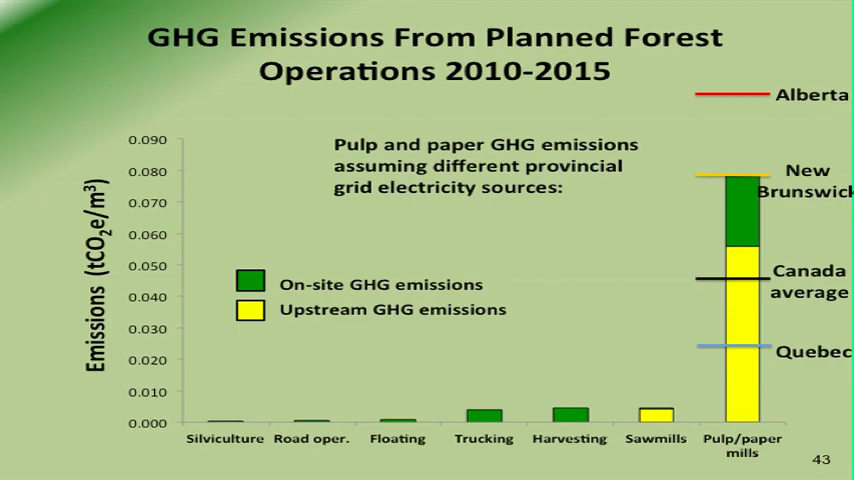 GHG Emissions From Planned Forest
Operations 2010-2015
Alberta
Pulp and paper GHG emissions
assuming different provincial
grid electricity sources:
New
Brunswick
Canada
average
Quebec
Emissions (tCO₂e/m³)
0.090
0.080
0.070
0.060
0.050
0.040
0.030
0.020
0.010
0.000
On-site GHG emissions
Upstream GHG emissions
Silviculture
Road oper.
Floating
Trucking
Harvesting
Sawmills
Pulp/paper
mills
43